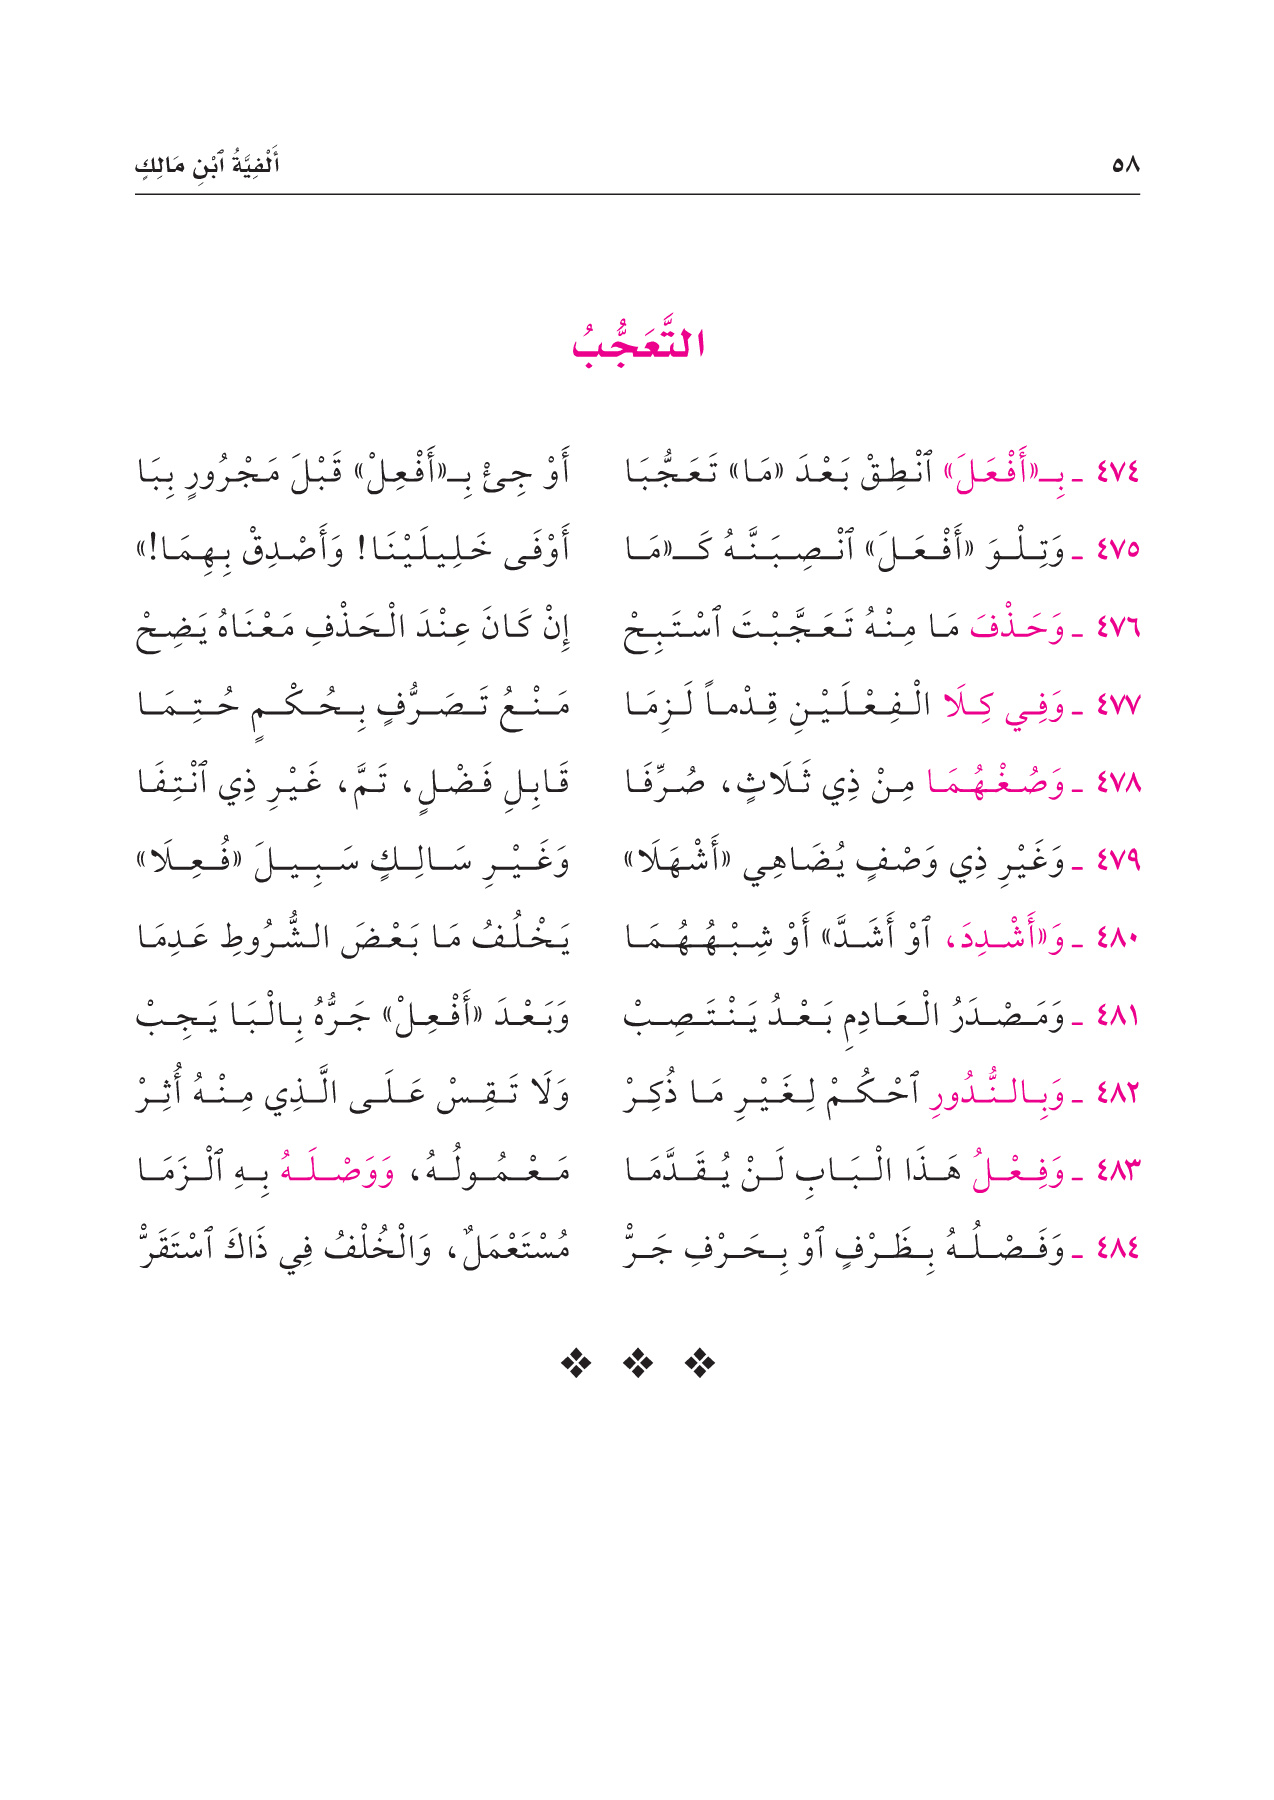 ٥٨ أَلْفِيَّةُ ٱبْنِ مَالِكٍ
التَّعَجُّبُ
٤٧٤ ـ بِـ«أَفْعَلَ» ٱنْطِقْ بَعْدَ «مَا» تَعَجُّبَا أَوْ جِئْ بِـ«أَفْعِلْ» قَبْلَ مَجْرُورٍ بِبَا
٤٧٥ ـ وَتِلْوَ «أَفْعَلَ» ٱنْصِبَنَّهُ كَـ«مَا أَوْفَى خَلِيلَيْنَا! وَأَصْدِقْ بِهِمَا!»
٤٧٦ ـ وَحَذْفَ مَا مِنْهُ تَعَجَّبْتَ ٱسْتَبِحْ إِنْ كَانَ عِنْدَ الْحَذْفِ مَعْنَاهُ يَضِحْ
٤٧٧ ـ وَفِي كِلَا الْفِعْلَيْنِ قِدْماً لَزِمَا مَنْعُ تَصَرُّفٍ بِحُكْمٍ حُتِمَا
٤٧٨ ـ وَصُغْهُمَا مِنْ ذِي ثَلَاثٍ، صُرِّفَا قَابِلِ فَضْلٍ، تَمَّ، غَيْرِ ذِي ٱنْتِفَا
٤٧٩ ـ وَغَيْرِ ذِي وَصْفٍ يُضَاهِي «أَشْهَلَا» وَغَيْرِ سَالِكٍ سَبِيلَ «فُعِلَا»
٤٨٠ ـ وَ«أَشْدِدَ، ٱوْ أَشَدَّ» أَوْ شِبْهُهُمَا يَخْلُفُ مَا بَعْضَ الشُّرُوطِ عَدِمَا
٤٨١ ـ وَمَصْدَرُ الْعَادِمِ بَعْدُ يَنْتَصِبْ وَبَعْدَ «أَفْعِلْ» جَرُّهُ بِالْبَا يَجِبْ
٤٨٢ ـ وَبِالنُّدُورِ ٱحْكُمْ لِغَيْرِ مَا ذُكِرْ وَلَا تَقِسْ عَلَى الَّذِي مِنْهُ أُثِرْ
٤٨٣ ـ وَفِعْلُ هَذَا الْبَابِ لَنْ يُقَدَّمَا مَعْمُولُهُ، وَوَصْلَهُ بِهِ ٱلْزَمَا
٤٨٤ ـ وَفَصْلُهُ بِظَرْفٍ ٱوْ بِحَرْفِ جَرّْ مُسْتَعْمَلٌ، وَالْخُلْفُ فِي ذَاكَ ٱسْتَقَرّْ